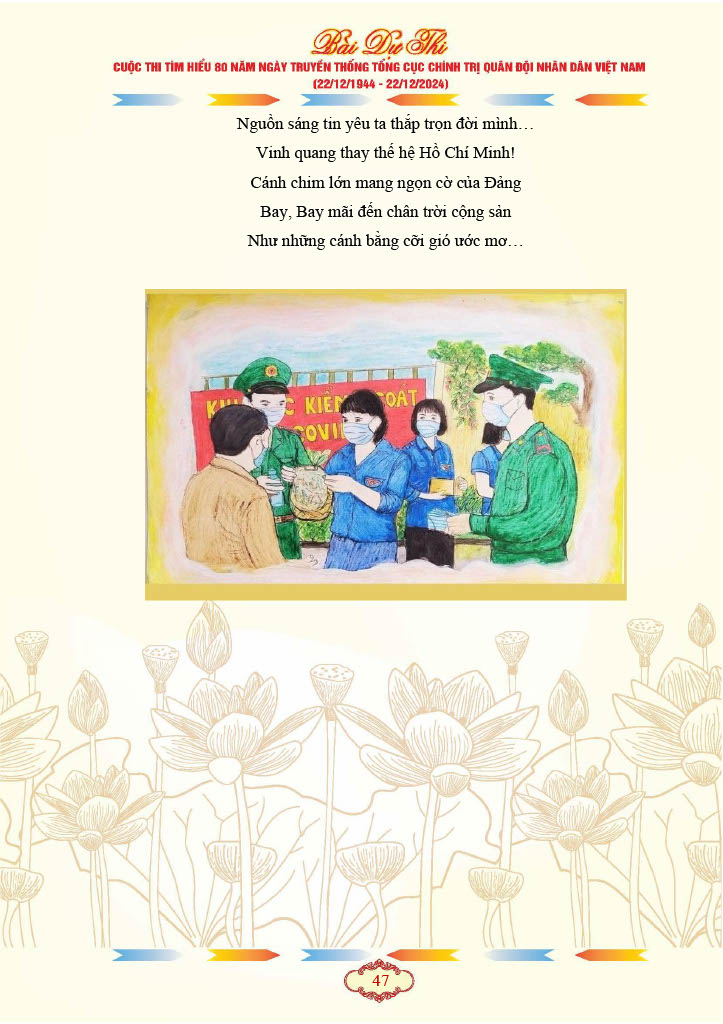 Bài Dự Thi
CUỘC THI TÌM HIỂU 80 NĂM NGÀY TRUYỀN THỐNG TỔNG CỤC CHÍNH TRỊ QUÂN ĐỘI NHÂN DÂN VIỆT NAM
(22/12/1944 - 22/12/2024)
Nguồn sáng tin yêu ta thắp trọn đời mình…
Vinh quang thay thế hệ Hồ Chí Minh!
Cánh chim lớn mang ngọn cờ của Đảng
Bay, Bay mãi đến chân trời cộng sản
Như những cánh bằng cỡi gió ước mơ…
KIỂM
47